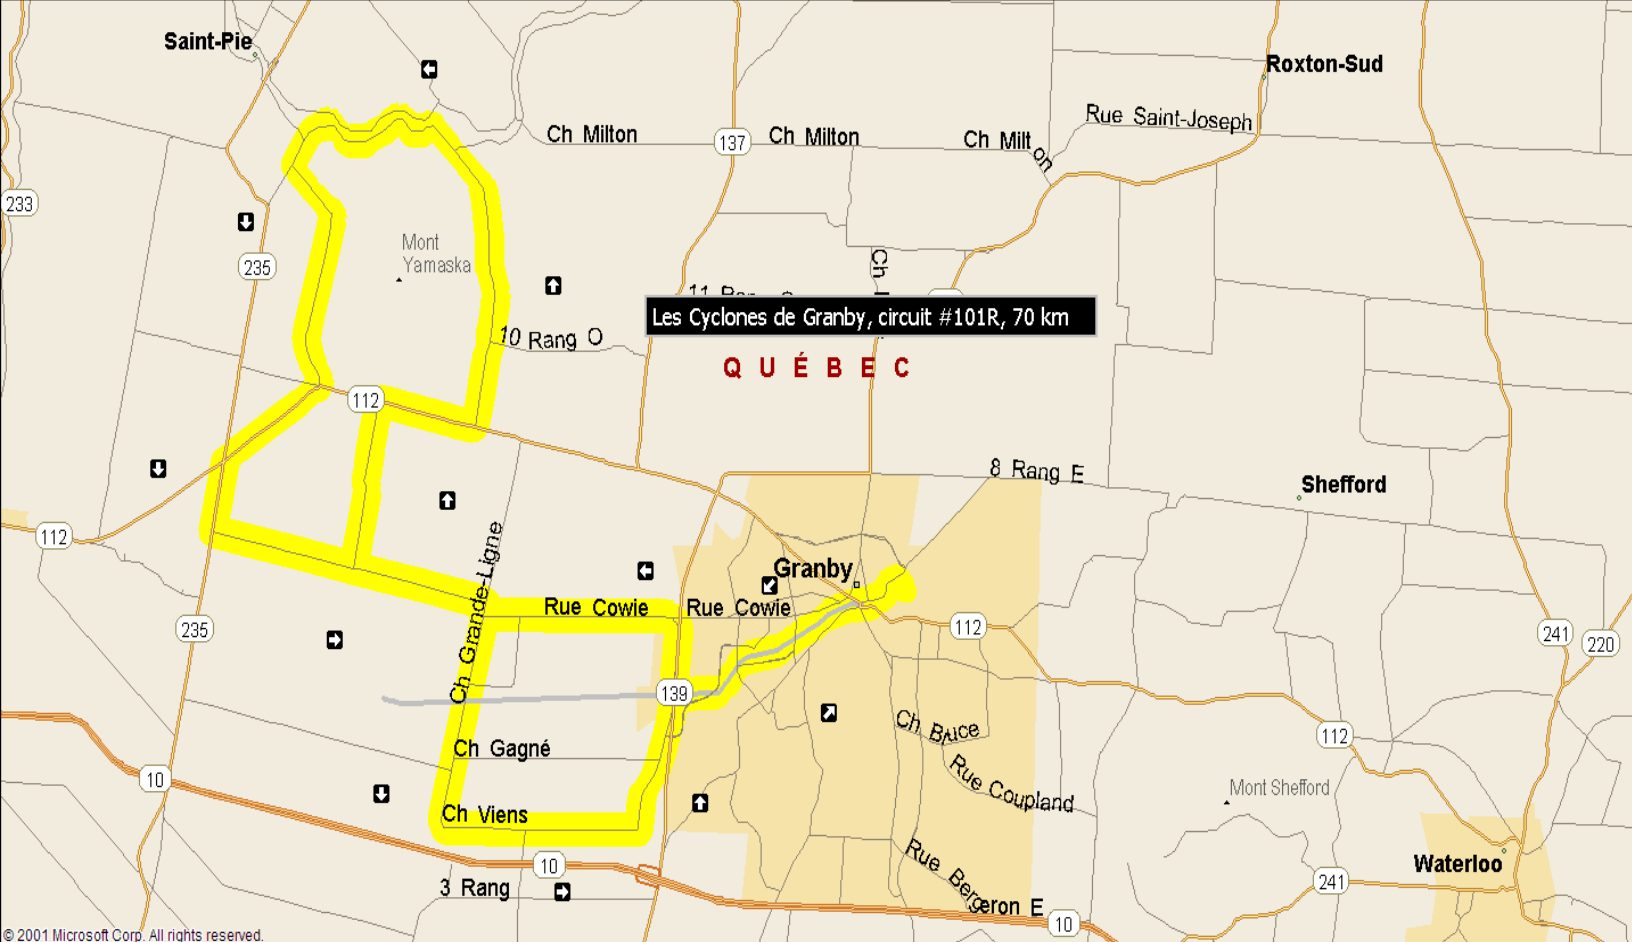 Saint-Pie
Roxton-Sud
Rue Saint-Joseph
Ch Milton
137
Ch Milton
Ch Milton
233
Mont
Yamaska
235
10 Rang O
Les Cyclones de Granby, circuit #101R, 70 km
QUÉBEC
112
8 Rang E
Shefford
112
Ch Grande-Ligne
Granby
Rue Cowie
Rue Cowie
112
235
241
220
139
Ch Bruce
112
Ch Gagné
10
Rue Coupland
Mont Shefford
Ch Viens
10
Rue Bergeron E
Waterloo
3 Rang
241
10
© 2001 Microsoft Corp. All rights reserved.